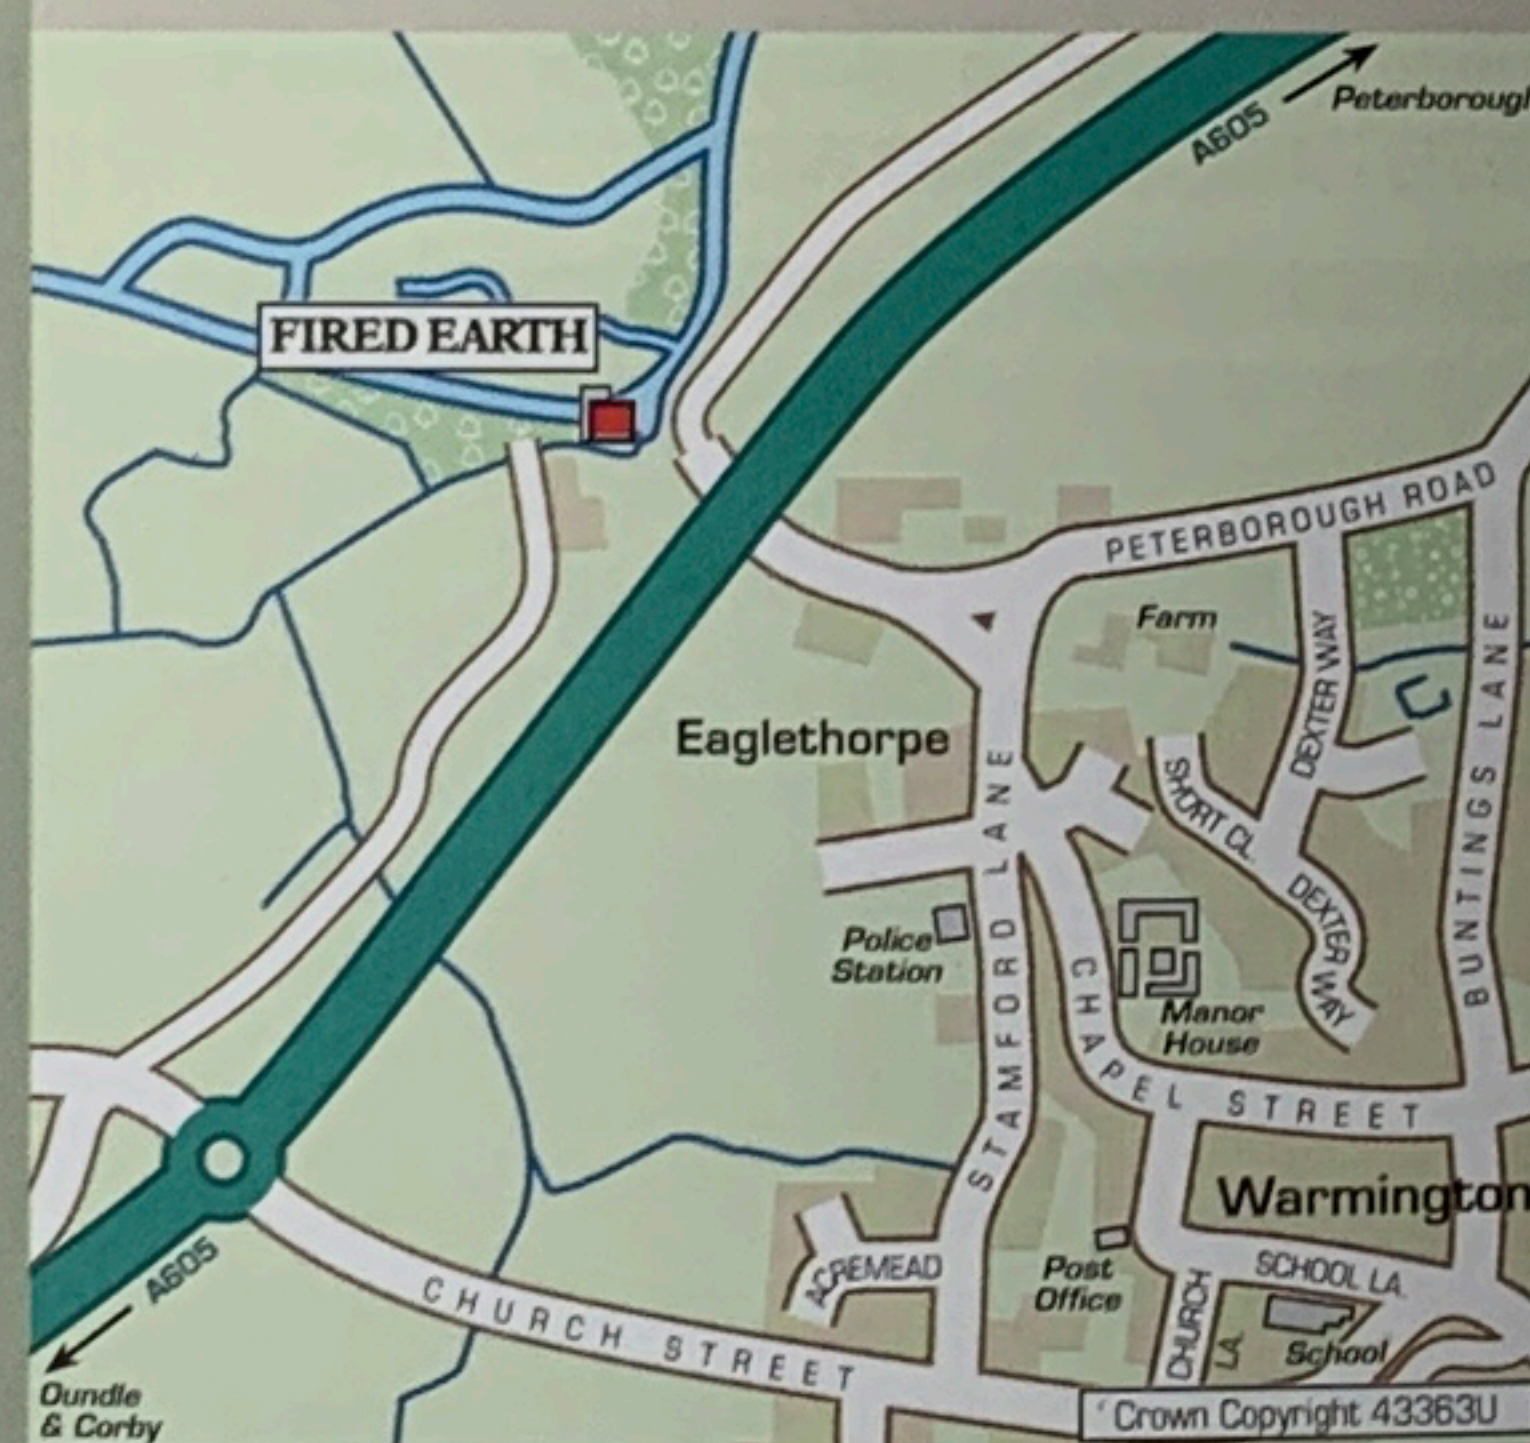 Peterborough
A605
FIRED EARTH
PETERBOROUGH ROAD
Farm
DEXTER WAY
BUNTINGS LANE
Eaglethorpe
STAMFORD LANE
SHORT CL.
DEXTER WAY
Police
Station
CHAPEL STREET
Manor
House
Warmington
A605
ACREMEAD
Post
Office
SCHOOL LA.
CHURCH LA.
School
CHURCH STREET
Oundle
& Corby
Crown Copyright 43363U